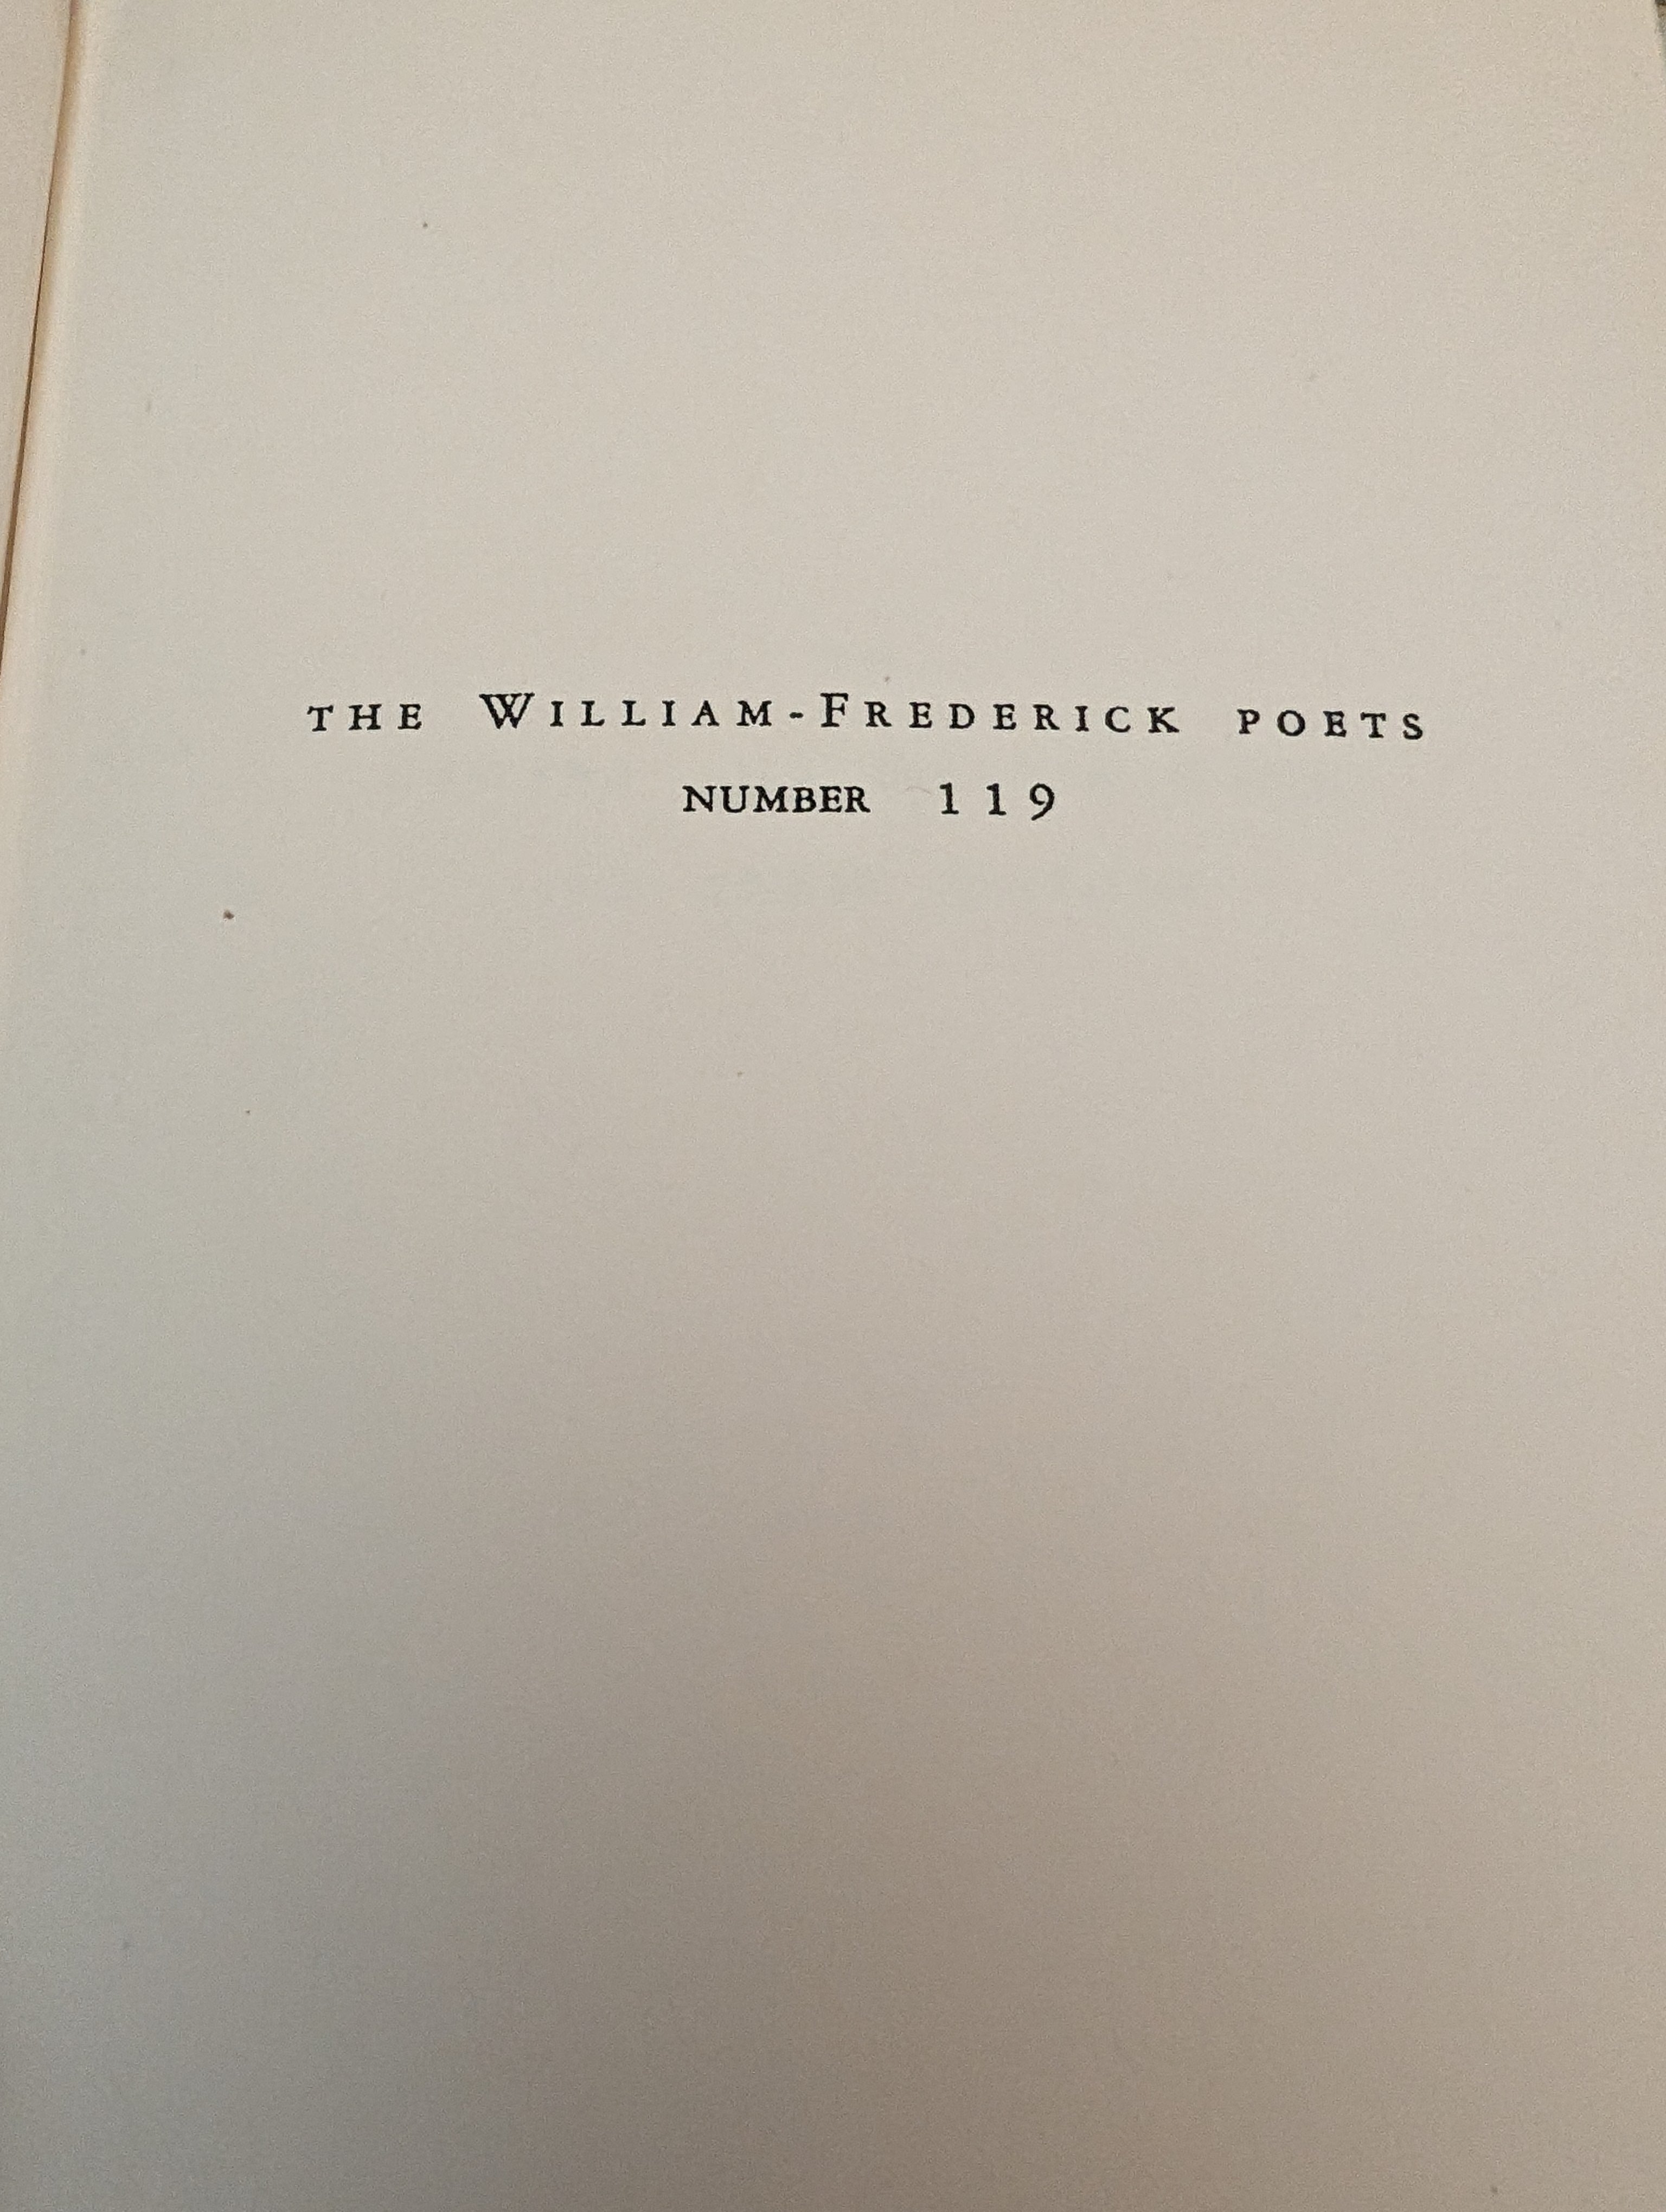 THE WILLIAM-FREDERICK POETS
NUMBER 119